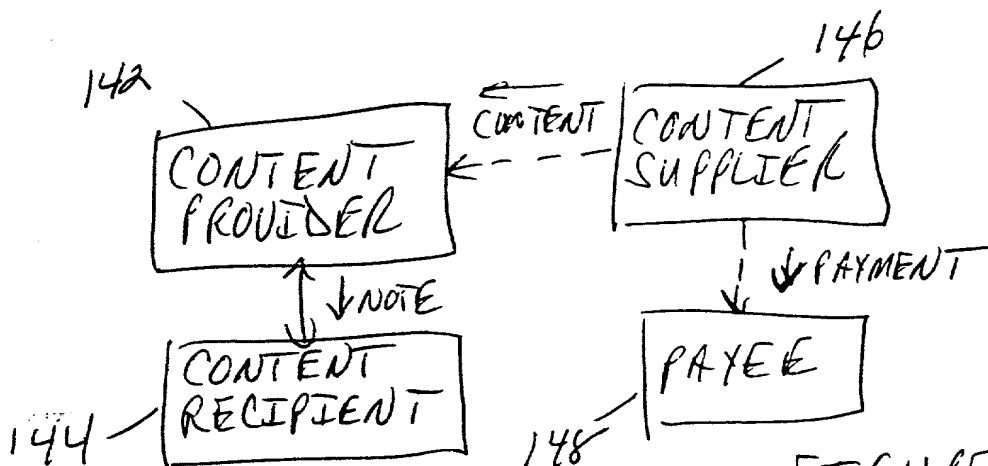 146
142
CONTENT
CONTENT
SUPPLIER
CONTENT
PROVIDER
PAYMENT
NOTE
CONTENT
RECIPIENT
PAYEE
144
148